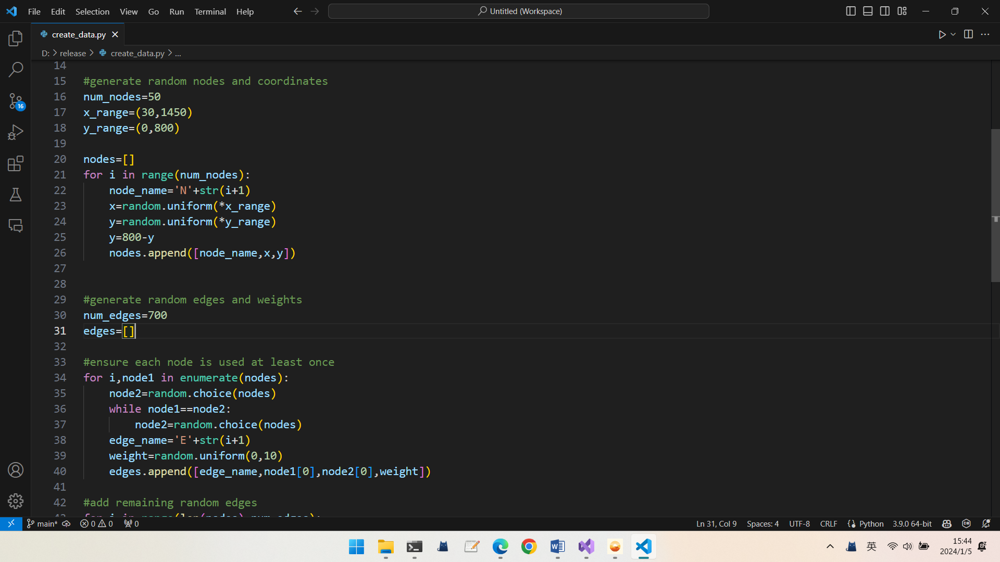 File Edit Selection View Go Run Terminal Help
Untitled (Workspace)
create_data.py
D: > release > create_data.py > ...
14
15 #generate random nodes and coordinates
16 num_nodes=50
17 x_range=(30,1450)
18 y_range=(0,800)
19
20 nodes=[]
21 for i in range(num_nodes):
22     node_name='N'+str(i+1)
23     x=random.uniform(*x_range)
24     y=random.uniform(*y_range)
25     y=800-y
26     nodes.append([node_name,x,y])
27
28
29 #generate random edges and weights
30 num_edges=700
31 edges=[]
32
33 #ensure each node is used at least once
34 for i,node1 in enumerate(nodes):
35     node2=random.choice(nodes)
36     while node1==node2:
37         node2=random.choice(nodes)
38     edge_name='E'+str(i+1)
39     weight=random.uniform(0,10)
40     edges.append([edge_name,node1[0],node2[0],weight])
41
42 #add remaining random edges
43 for i in range(len(nodes),num_edges):
16
main* 0 0 0
Ln 31, Col 9 Spaces: 4 UTF-8 CRLF Python 3.9.0 64-bit
英
15:44
2024/1/5